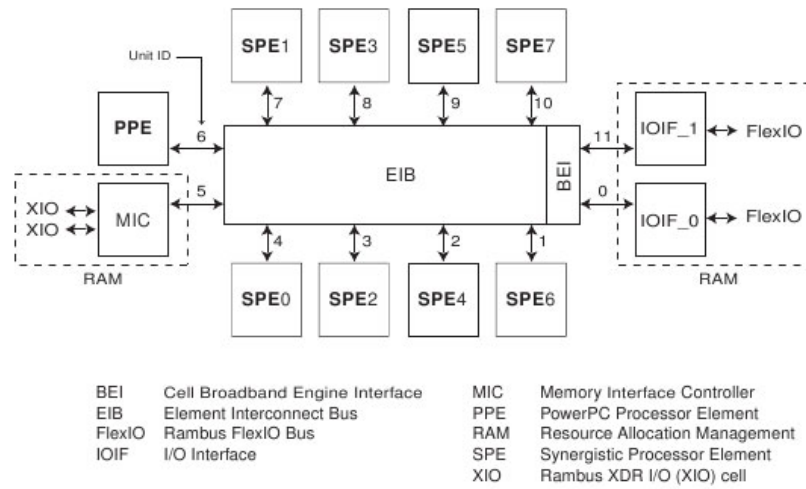 SPE1 SPE3 SPE5 SPE7
Unit ID
7 8 9 10
PPE 6 11 IOIF_1 FlexIO
EIB BEI
XIO MIC 5 0 IOIF_0 FlexIO
XIO
4 3 2 1
RAM RAM
SPE0 SPE2 SPE4 SPE6
BEI Cell Broadband Engine Interface
EIB Element Interconnect Bus
FlexIO Rambus FlexIO Bus
IOIF I/O Interface
MIC Memory Interface Controller
PPE PowerPC Processor Element
RAM Resource Allocation Management
SPE Synergistic Processor Element
XIO Rambus XDR I/O (XIO) cell